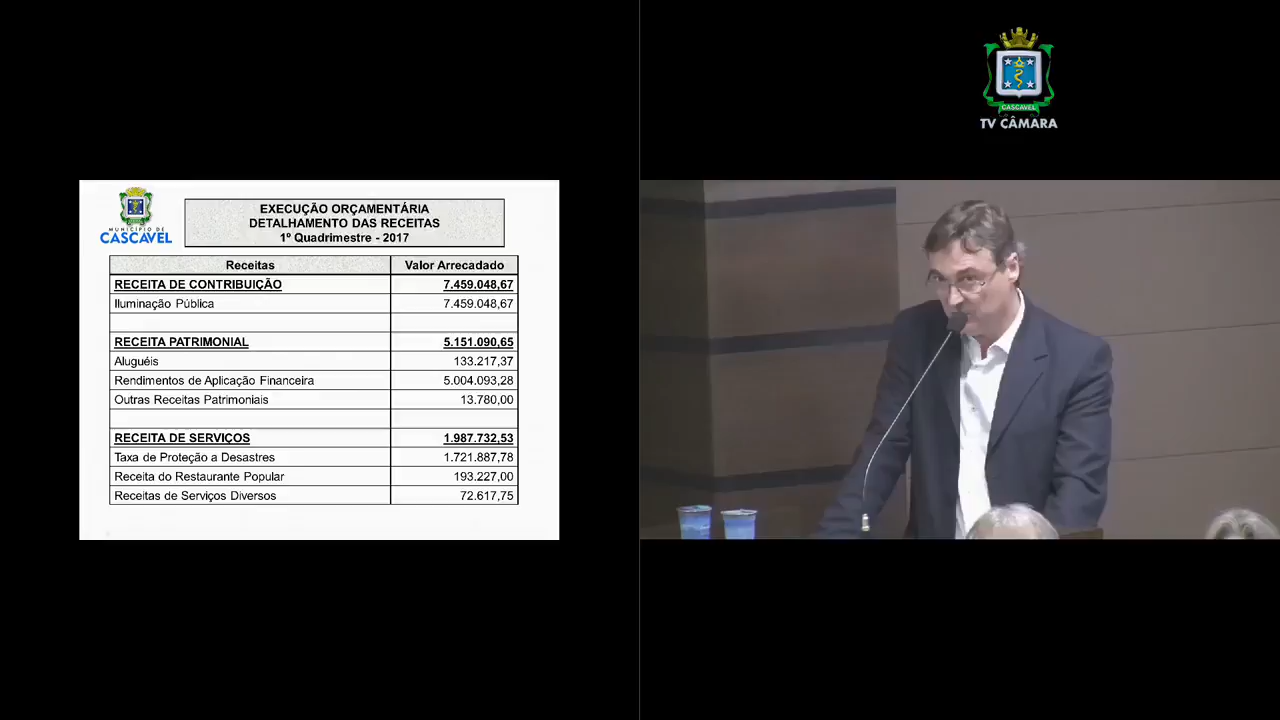 MUNICÍPIO DE
CASCAVEL
EXECUÇÃO ORÇAMENTÁRIA
DETALHAMENTO DAS RECEITAS
1º Quadrimestre - 2017
Receitas Valor Arrecadado
RECEITA DE CONTRIBUIÇÃO 7.459.048,67
Iluminação Pública 7.459.048,67
RECEITA PATRIMONIAL 5.151.090,65
Aluguéis 133.217,37
Rendimentos de Aplicação Financeira 5.004.093,28
Outras Receitas Patrimoniais 13.780,00
RECEITA DE SERVIÇOS 1.987.732,53
Taxa de Proteção a Desastres 1.721.887,78
Receita do Restaurante Popular 193.227,00
Receitas de Serviços Diversos 72.617,75
CASCAVEL
TV CÂMARA